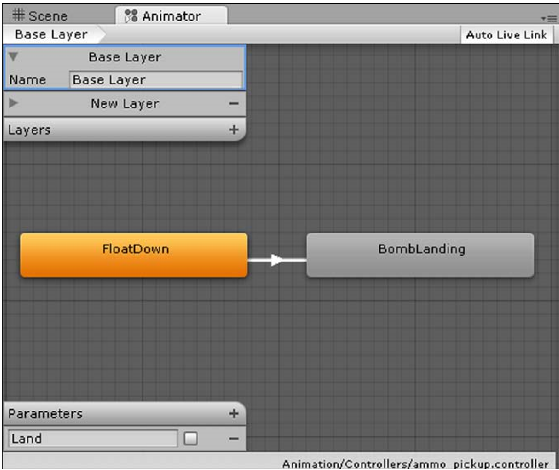 Scene
Animator
Base Layer
Auto Live Link
Base Layer
Name Base Layer
New Layer
Layers
FloatDown
BombLanding
Parameters
Land
Animation/Controllers/ammo_pickup.controller